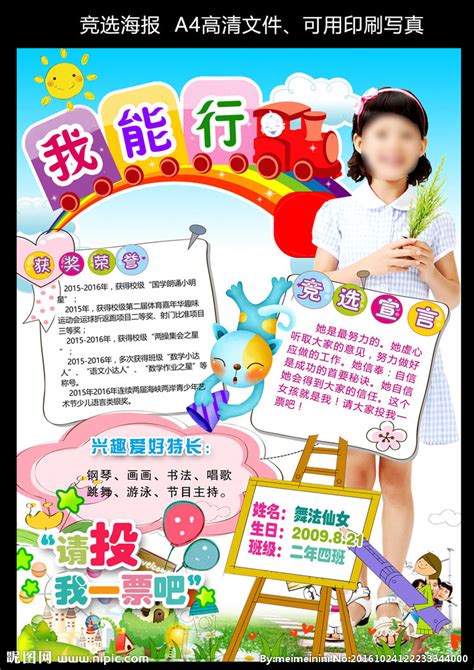 竞选海报 A4高清文件、可用印刷写真
我能行
获奖荣誉
2015-2016年，获得校级“国学朗诵小明
星”；
2015年，获得校级第二届体育嘉年华趣味
运动会运球折返跑项目二等奖、射门比准项目
三等奖；
2015-2016年，获得校级“两操集会之星”
；
2015-2016年，多次获得班级“数学小达
人”、“语文小达人”、“数学作业之星”等
称号。
2015年2016年连续两届海峡两岸青少年艺
术节少儿语言类银奖。
竞选宣言
她是最努力的。她虚心
听取大家的意见，努力做好
应做的工作。她信奉：自信
是成功的首要秘诀。她自信
她会得到大家的信任。这个
女孩就是我！请大家投我一
票吧！
兴趣爱好特长：
钢琴、画画、书法、唱歌
跳舞、游泳、节目主持。
姓名：舞法仙女
生日：2009.8.21
班级：二年四班
“请投
我一票吧”
昵图网
www.nipic.com
By:meimeinini No:20161024122233344000